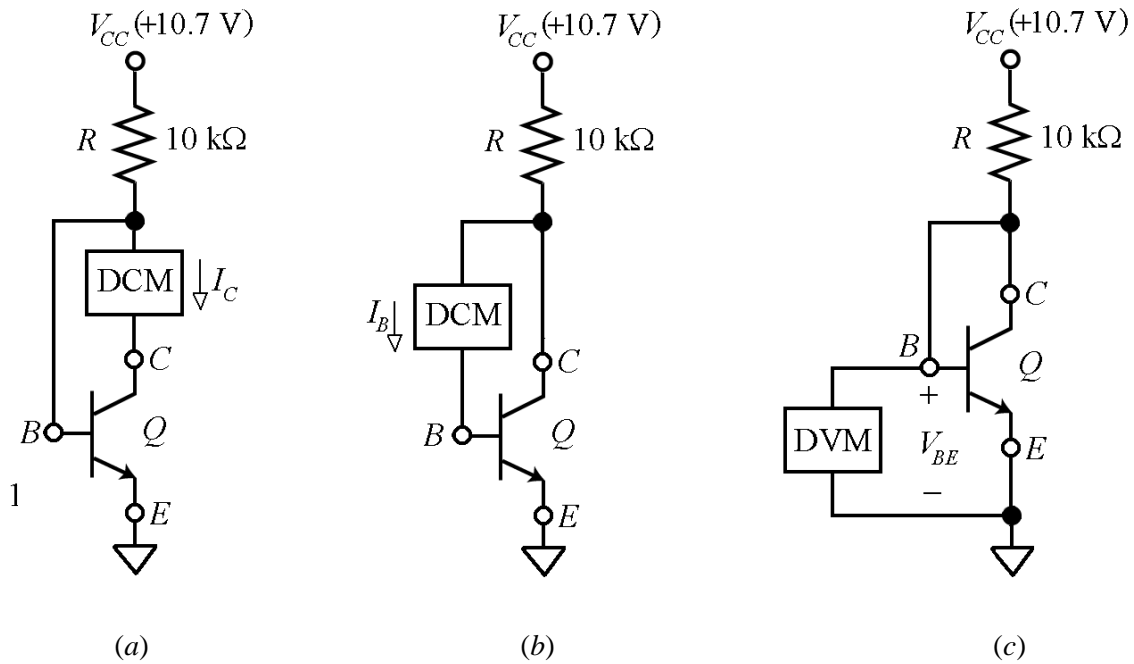 V_CC (+10.7 V)
R 10 kΩ
DCM I_C
C
B Q
1
E
(a)
V_CC (+10.7 V)
R 10 kΩ
I_B DCM
C
B Q
E
(b)
V_CC (+10.7 V)
R 10 kΩ
C
B Q
+
DVM V_BE E
−
(c)